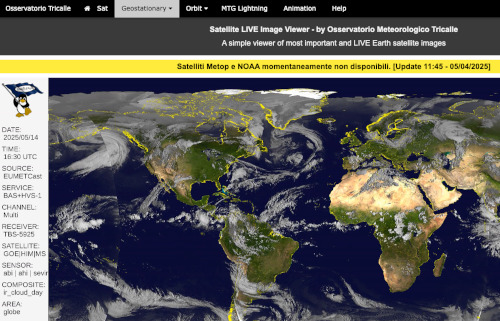 Osservatorio Tricalle Sat Geostationary Orbit MTG Lightning Animation Help
Satellite LIVE Image Viewer - by Osservatorio Meteorologico Tricalle
A simple viewer of most important and LIVE Earth satellite images
Satelliti Metop e NOAA momentaneamente non disponibili. [Update 11:45 - 05/04/2025]
DATE:
2025/05/14
TIME:
16:30 UTC
SOURCE:
EUMETCast
SERVICE:
BAS+HVS-1
CHANNEL:
Multi
RECEIVER:
TBS-5925
SATELLITE:
GOE|HIM|MS
SENSOR:
abi | ahi | sevir
COMPOSITE:
ir_cloud_day
AREA:
globe